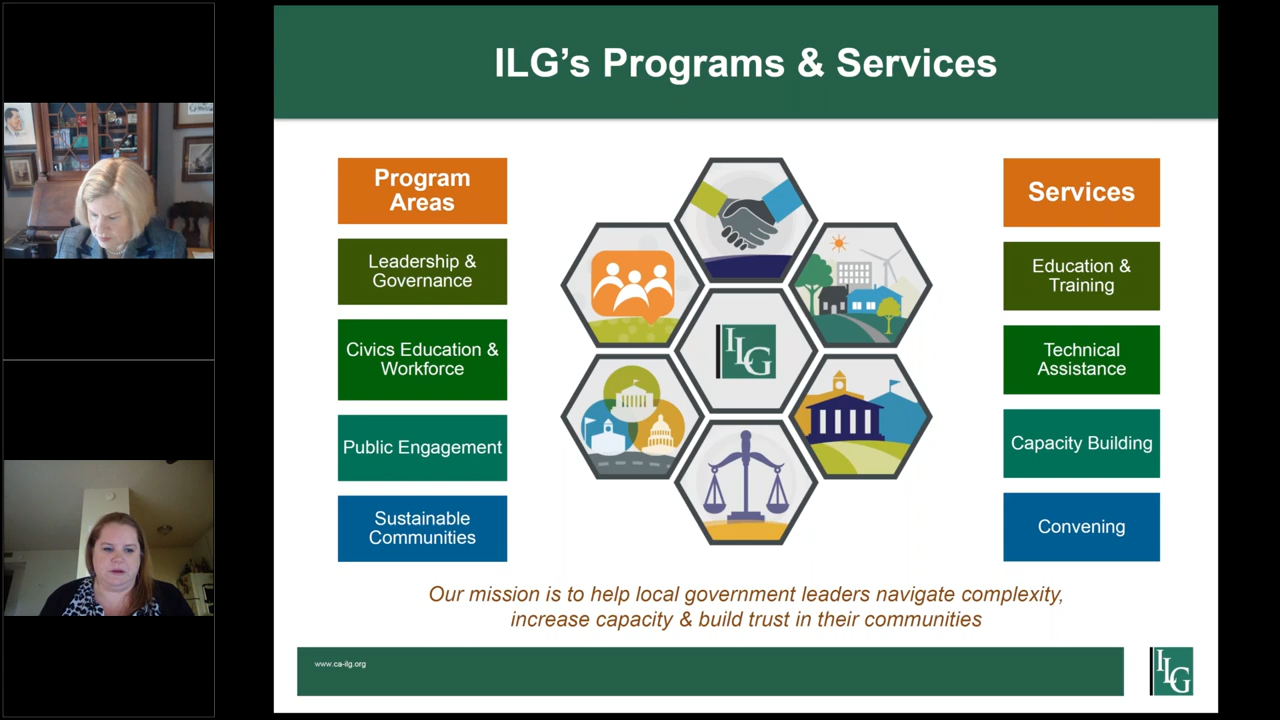 ILG’s Programs & Services
Program
Areas
Leadership &
Governance
Civics Education &
Workforce
Public Engagement
Sustainable
Communities
ILG
Services
Education &
Training
Technical
Assistance
Capacity Building
Convening
Our mission is to help local government leaders navigate complexity,
increase capacity & build trust in their communities
www.ca-ilg.org
ILG